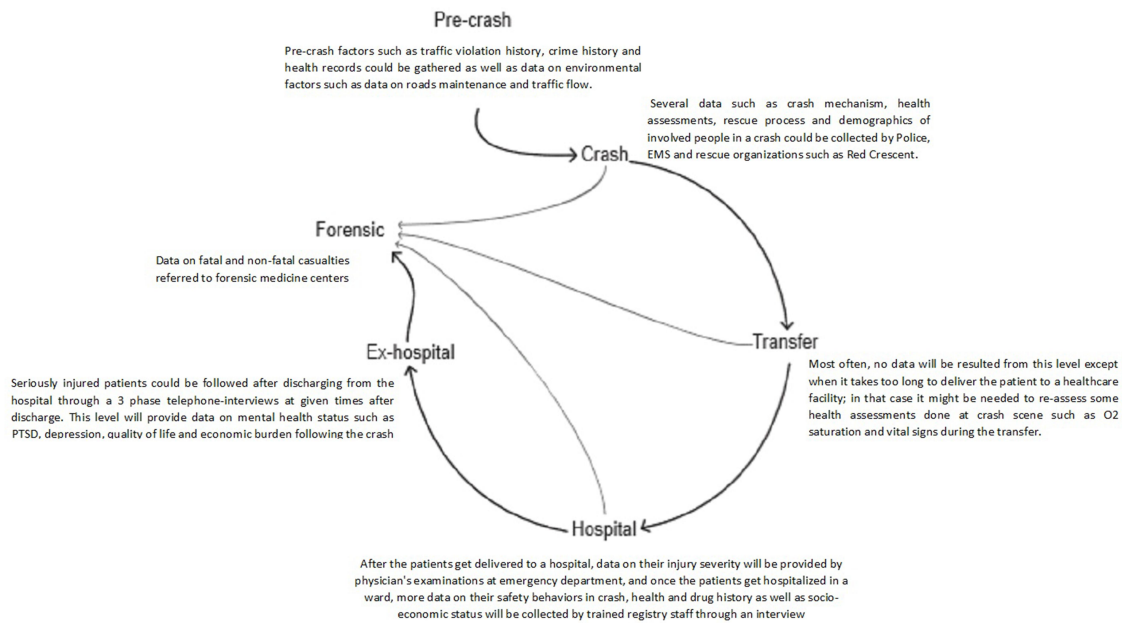 Pre-crash
Pre-crash factors such as traffic violation history, crime history and
health records could be gathered as well as data on environmental
factors such as data on roads maintenance and traffic flow.
Several data such as crash mechanism, health
assessments, rescue process and demographics of
involved people in a crash could be collected by Police,
EMS and rescue organizations such as Red Crescent.
Crash
Forensic
Data on fatal and non-fatal casualties
referred to forensic medicine centers
Transfer
Most often, no data will be resulted from this level except
when it takes too long to deliver the patient to a healthcare
facility; in that case it might be needed to re-assess some
health assessments done at crash scene such as O2
saturation and vital signs during the transfer.
Ex-hospital
Seriously injured patients could be followed after discharging from the
hospital through a 3 phase telephone-interviews at given times after
discharge. This level will provide data on mental health status such as
PTSD, depression, quality of life and economic burden following the crash
Hospital
After the patients get delivered to a hospital, data on their injury severity will be provided by
physician's examinations at emergency department, and once the patients get hospitalized in a
ward, more data on their safety behaviors in crash, health and drug history as well as socio-
economic status will be collected by trained registry staff through an interview